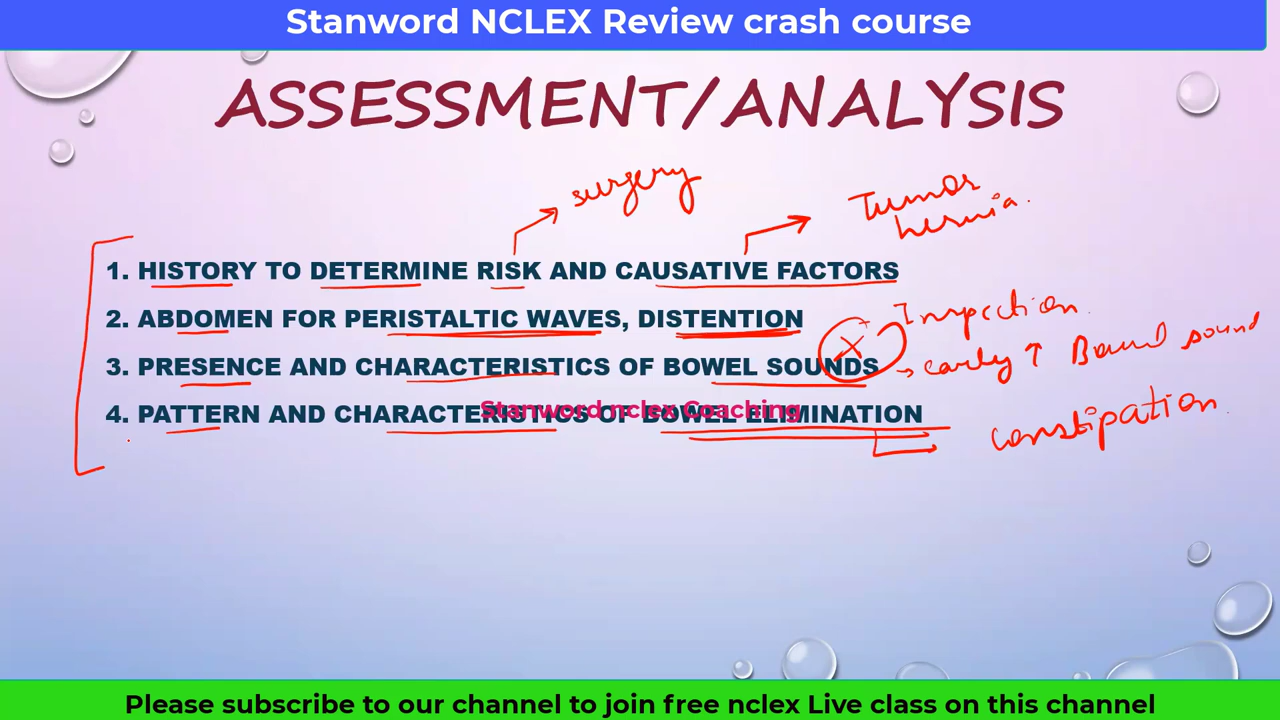 Stanword NCLEX Review crash course
ASSESSMENT/ANALYSIS
surgery
Tumor
hernia.
1. HISTORY TO DETERMINE RISK AND CAUSATIVE FACTORS
2. ABDOMEN FOR PERISTALTIC WAVES, DISTENTION
Inspection
3. PRESENCE AND CHARACTERISTICS OF BOWEL SOUNDS
→ early ↑ Bowel sound
4. PATTERN AND CHARACTERISTICS OF BOWEL ELIMINATION
Stanword nclex Coaching
constipation
Please subscribe to our channel to join free nclex Live class on this channel